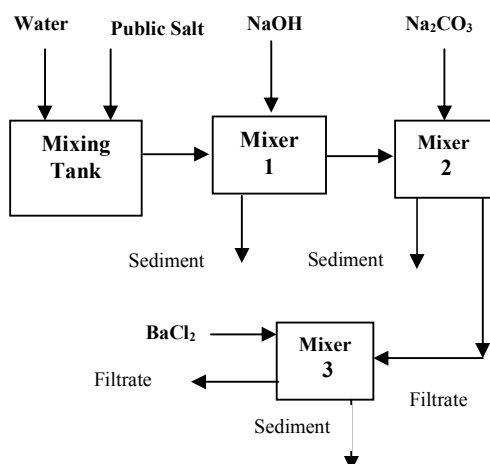 Water
Public Salt
NaOH
Na₂CO₃
Mixing
Tank
Mixer
1
Mixer
2
Sediment
Sediment
BaCl₂
Mixer
3
Filtrate
Filtrate
Sediment